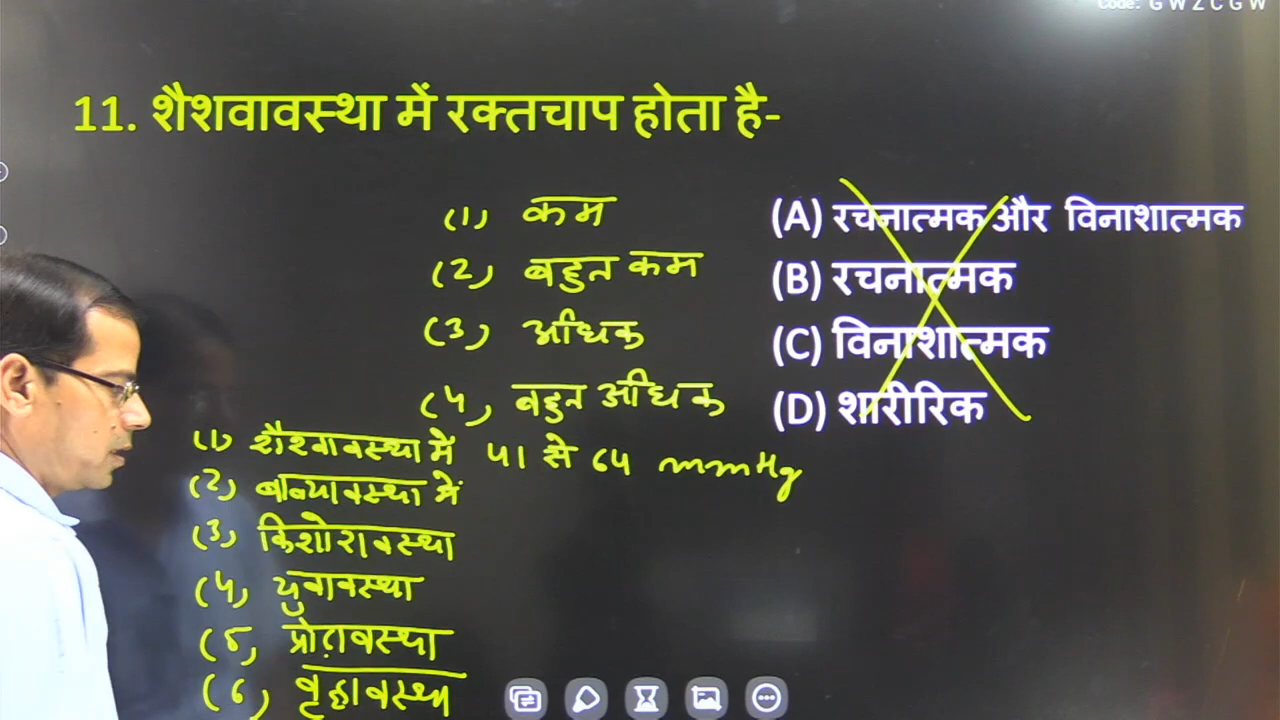 Code: G W Z C G W
11. शैशवावस्था में रक्तचाप होता है-
(1) कम
(2) बहुत कम
(3) अधिक
(4) बहुत अधिक
(A) रचनात्मक और विनाशात्मक
(B) रचनात्मक
(C) विनाशात्मक
(D) शारीरिक
(1) शैशवावस्था में 41 से 64 mmHg
(2) बाल्यावस्था में
(3) किशोरावस्था
(4) युवावस्था
(5) प्रौढ़ावस्था
(6) वृद्धावस्था